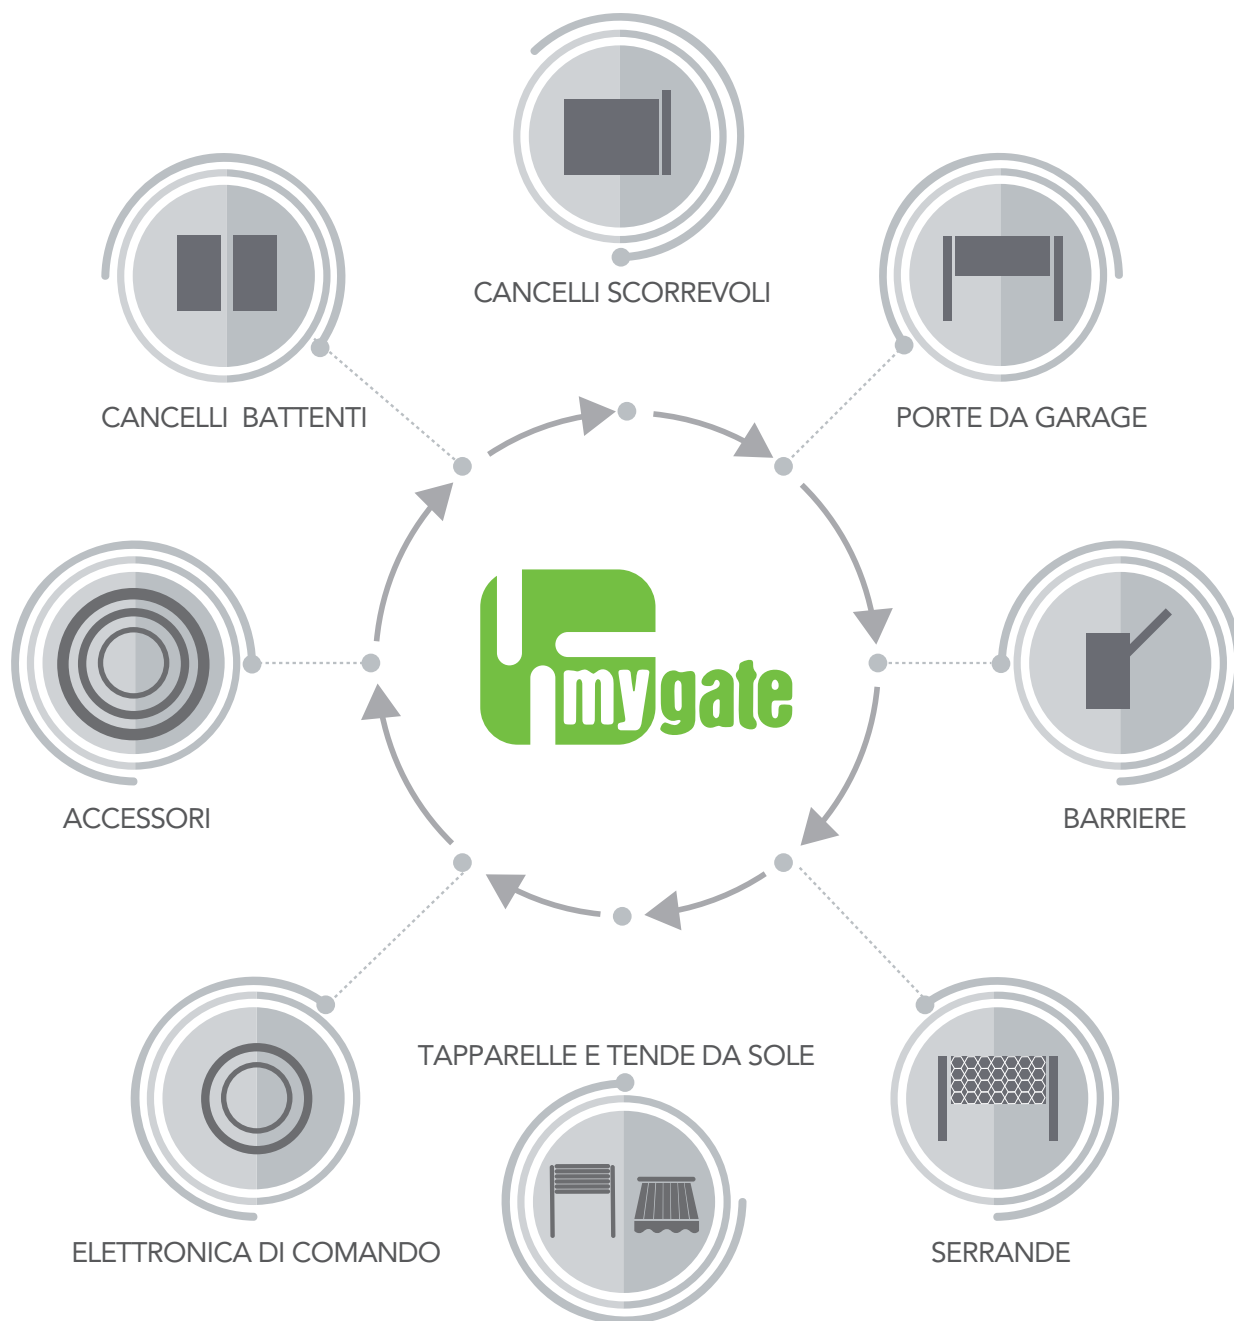 CANCELLI SCORREVOLI
CANCELLI BATTENTI
PORTE DA GARAGE
mygate
ACCESSORI
BARRIERE
TAPPARELLE E TENDE DA SOLE
ELETTRONICA DI COMANDO
SERRANDE